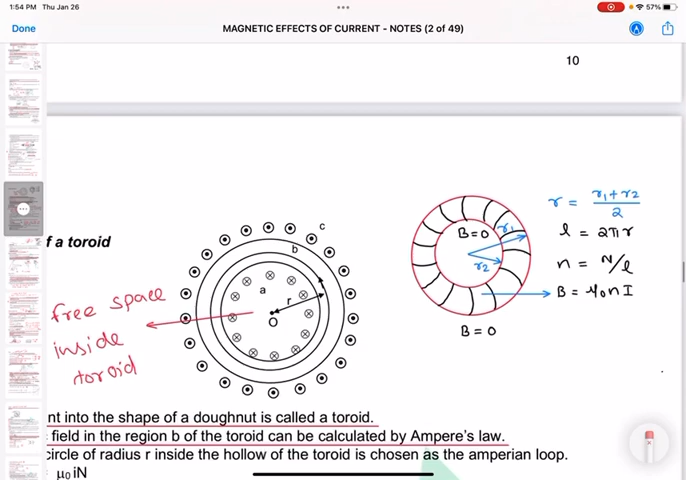 1:54 PM Thu Jan 26
57%
Done
MAGNETIC EFFECTS OF CURRENT - NOTES (2 of 49)
10
f a toroid
free space
inside
toroid
a
b
c
r
O
B=0
r1
r2
B=0
r = r1+r2/2
l = 2πr
n = N/l
B = μ0nI
nt into the shape of a doughnut is called a toroid.
field in the region b of the toroid can be calculated by Ampere's law.
circle of radius r inside the hollow of the toroid is chosen as the amperian loop.
μ0 iN